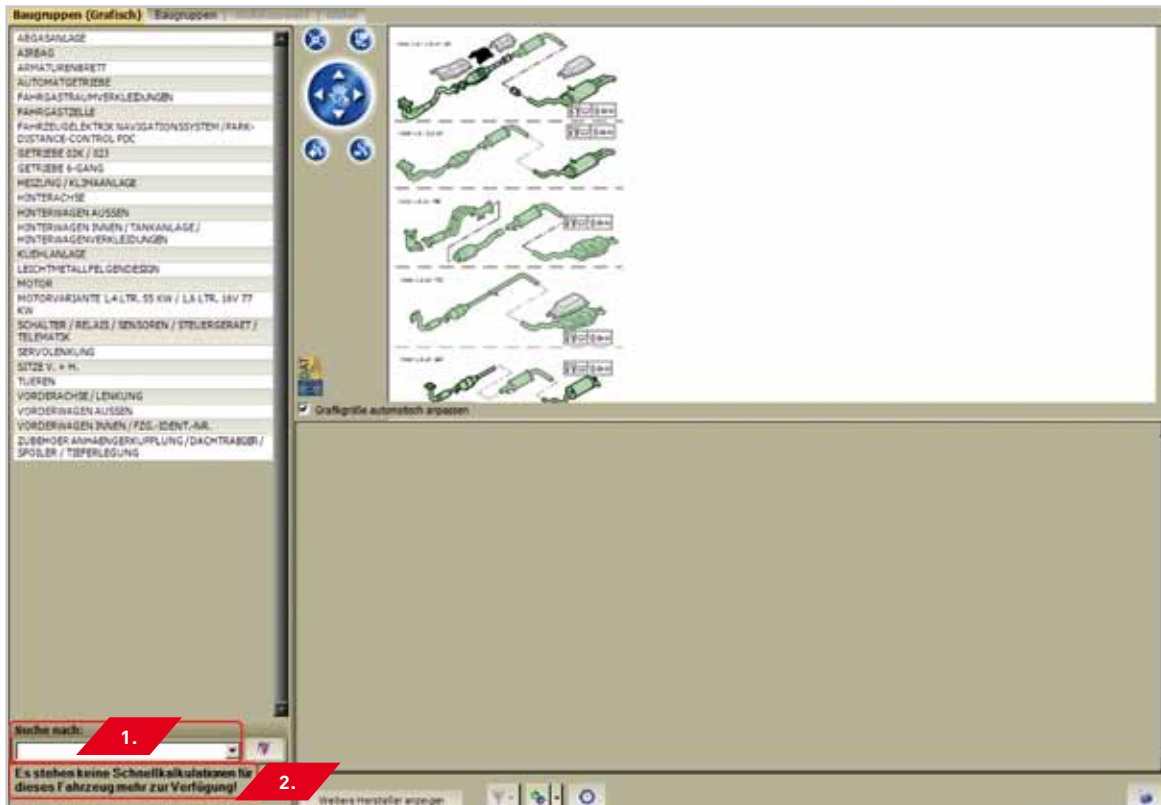 Baugruppen (Grafisch) Baugruppen
ABGASANLAGE
AIRBAG
ARMATURENBRETT
AUTOMATGETRIEBE
FAHRGASTRAUMVERKLEIDUNGEN
FAHRGASTZELLE
FAHRZEUGELEKTRIK NAVIGATIONSSYSTEM / PARK-
DISTANCE-CONTROL PDC
GETRIEBE 02K / 023
GETRIEBE 6-GANG
HEIZUNG / KLIMAANLAGE
HINTERACHSE
HINTERWAGEN AUSSEN
HINTERWAGEN INNEN / TANKANLAGE /
HINTERWAGENVERKLEIDUNGEN
KUEHLANLAGE
LEICHTMETALLFELGENDESIGN
MOTOR
MOTORVARIANTE 1,4 LTR. 55 KW / 1,6 LTR. 16V 77
KW
SCHALTER / RELAIS / SENSOREN / STEUERGERAET /
TELEMATIK
SERVOLENKUNG
SITZE V. + H.
TUEREN
VORDERACHSE / LENKUNG
VORDERWAGEN AUSSEN
VORDERWAGEN INNEN / FZG.-IDENT.-NR.
ZUBEHOER ANHAENGERKUPPLUNG / DACHTRAEGER /
SPOILER / TIEFERLEGUNG
DAT
Grafikgröße automatisch anpassen
Suche nach:
1.
Es stehen keine Schnellkalkulationen für
dieses Fahrzeug mehr zur Verfügung!
2.
Weitere Hersteller anzeigen